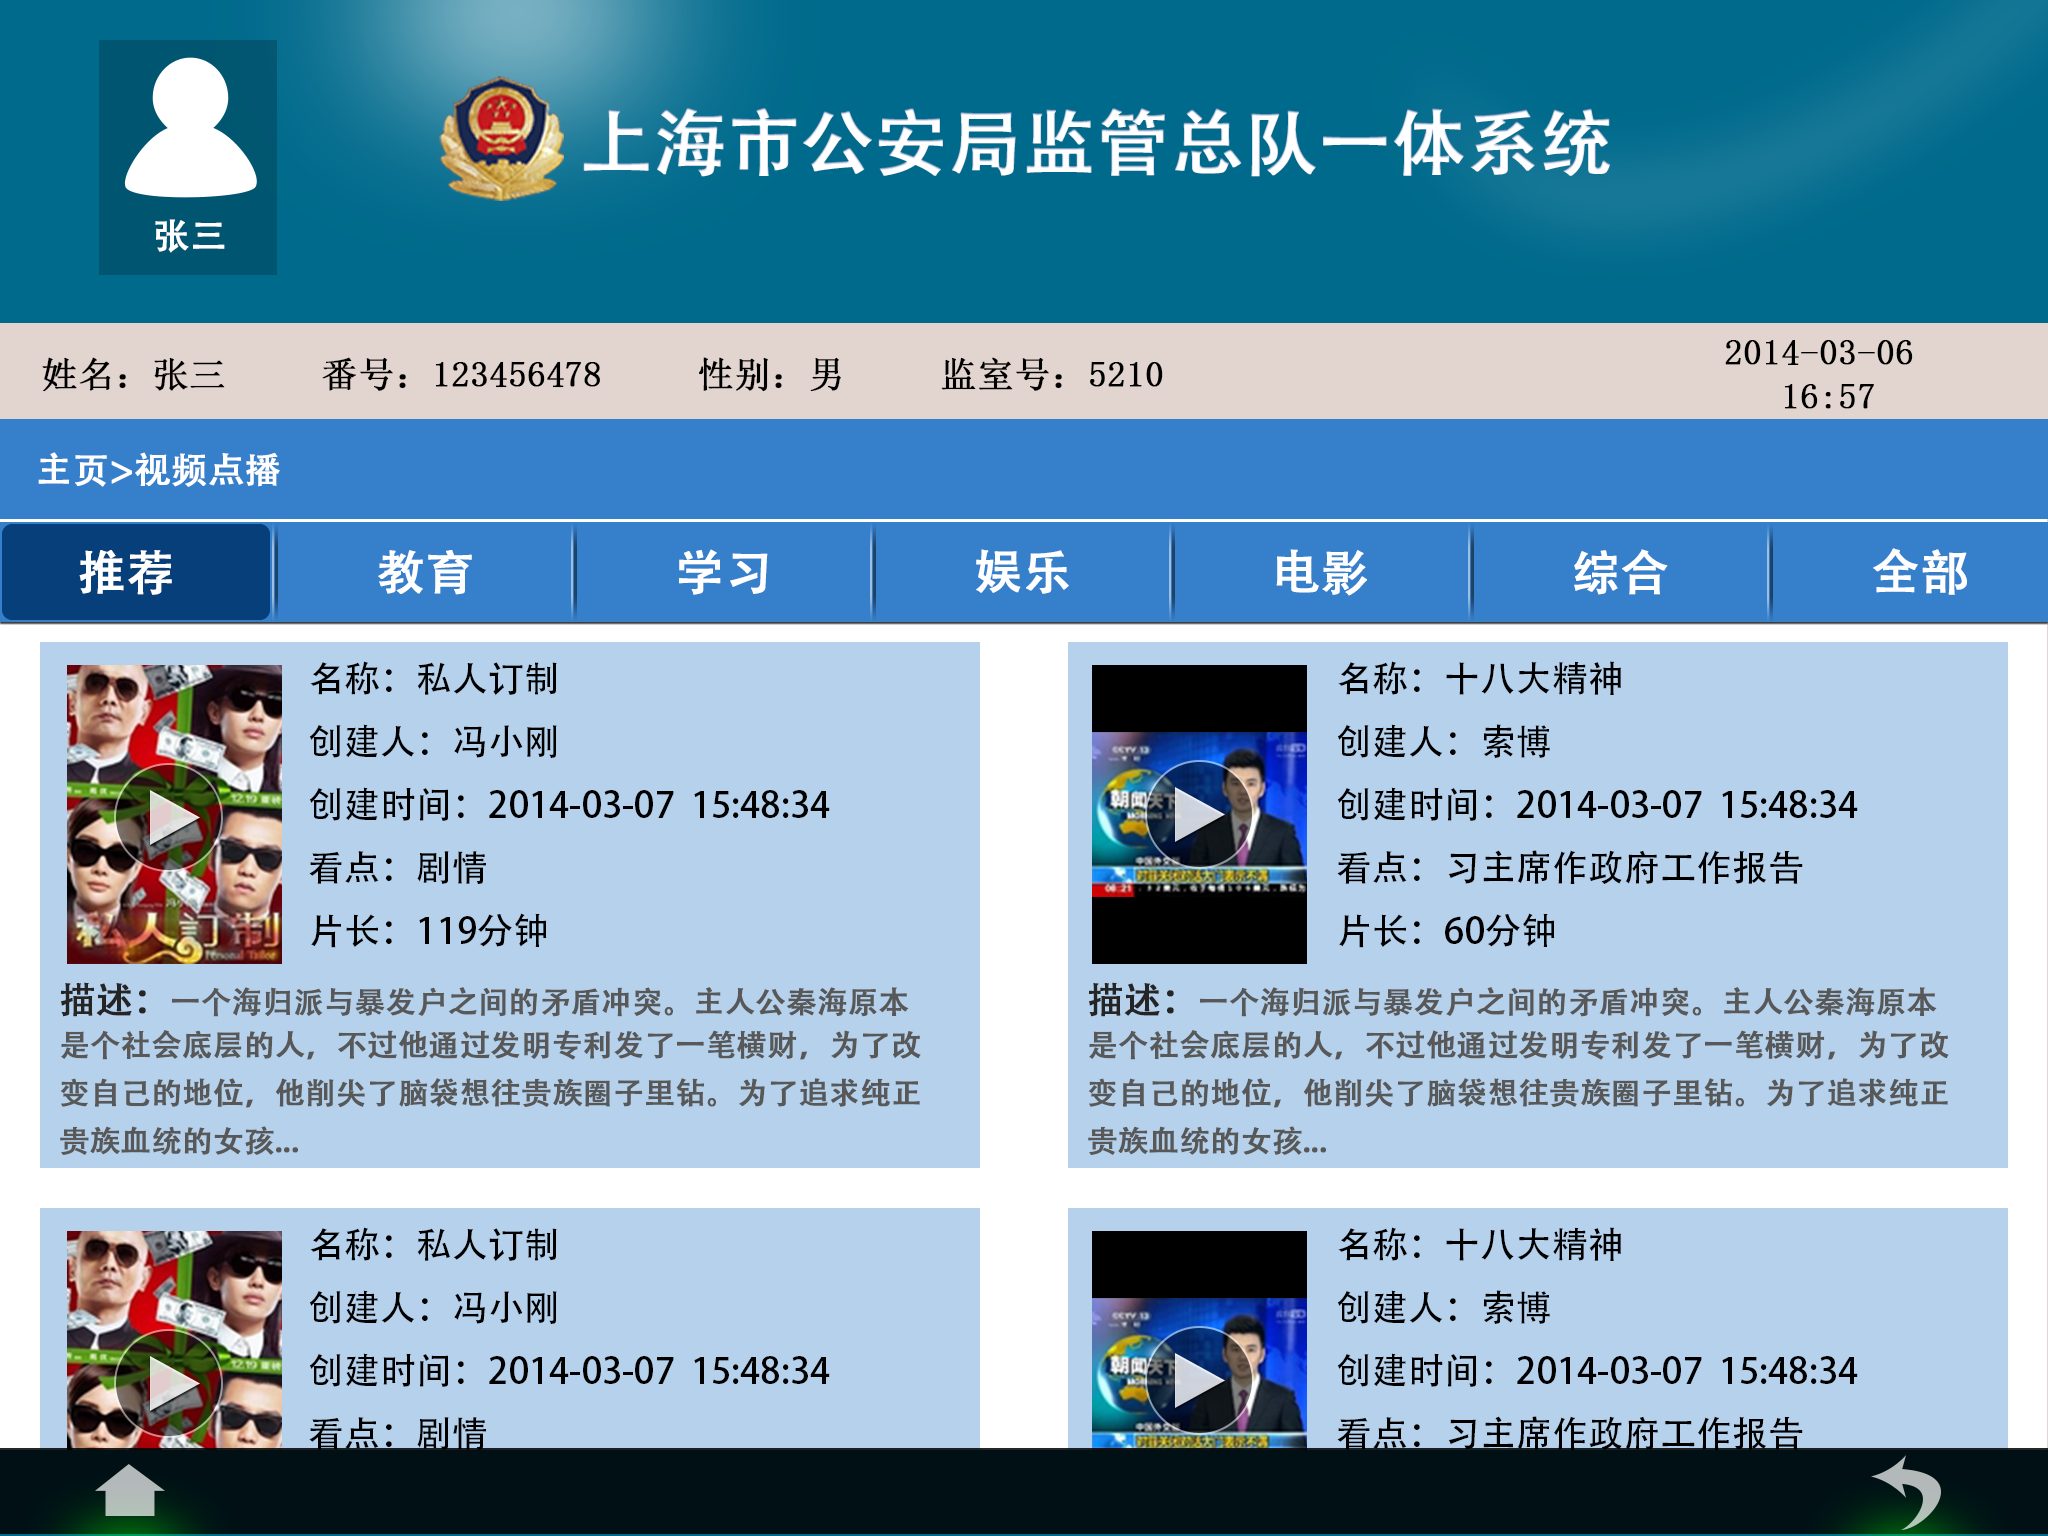 张三
上海市公安局监管总队一体系统
姓名：张三 番号：123456478 性别：男 监室号：5210
2014-03-06
16:57
主页>视频点播
推荐 教育 学习 娱乐 电影 综合 全部
名称：私人订制
创建人：冯小刚
创建时间：2014-03-07 15:48:34
看点：剧情
片长：119分钟
私人訂制
Personal Tailor
12.19
描述：一个海归派与暴发户之间的矛盾冲突。主人公秦海原本
是个社会底层的人，不过他通过发明专利发了一笔横财，为了改
变自己的地位，他削尖了脑袋想往贵族圈子里钻。为了追求纯正
贵族血统的女孩...
名称：十八大精神
创建人：索博
创建时间：2014-03-07 15:48:34
看点：习主席作政府工作报告
片长：60分钟
CCTV 13
朝闻天下
08:21
描述：一个海归派与暴发户之间的矛盾冲突。主人公秦海原本
是个社会底层的人，不过他通过发明专利发了一笔横财，为了改
变自己的地位，他削尖了脑袋想往贵族圈子里钻。为了追求纯正
贵族血统的女孩...
名称：私人订制
创建人：冯小刚
创建时间：2014-03-07 15:48:34
看点：剧情
12.19
名称：十八大精神
创建人：索博
创建时间：2014-03-07 15:48:34
看点：习主席作政府工作报告
CCTV 13
朝闻天下